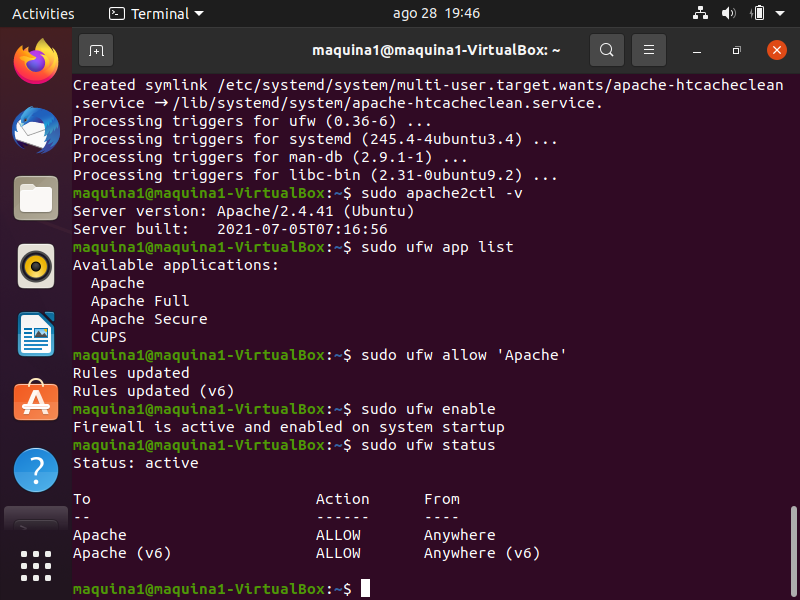 Activities
Terminal
ago 28 19:46
maquina1@maquina1-VirtualBox: ~
Created symlink /etc/systemd/system/multi-user.target.wants/apache-htcacheclean
.service → /lib/systemd/system/apache-htcacheclean.service.
Processing triggers for ufw (0.36-6) ...
Processing triggers for systemd (245.4-4ubuntu3.4) ...
Processing triggers for man-db (2.9.1-1) ...
Processing triggers for libc-bin (2.31-0ubuntu9.2) ...
maquina1@maquina1-VirtualBox:~$ sudo apache2ctl -v
Server version: Apache/2.4.41 (Ubuntu)
Server built:   2021-07-05T07:16:56
maquina1@maquina1-VirtualBox:~$ sudo ufw app list
Available applications:
  Apache
  Apache Full
  Apache Secure
  CUPS
maquina1@maquina1-VirtualBox:~$ sudo ufw allow 'Apache'
Rules updated
Rules updated (v6)
maquina1@maquina1-VirtualBox:~$ sudo ufw enable
Firewall is active and enabled on system startup
maquina1@maquina1-VirtualBox:~$ sudo ufw status
Status: active
To                         Action      From
--                         ------      ----
Apache                     ALLOW       Anywhere
Apache (v6)                ALLOW       Anywhere (v6)
maquina1@maquina1-VirtualBox:~$